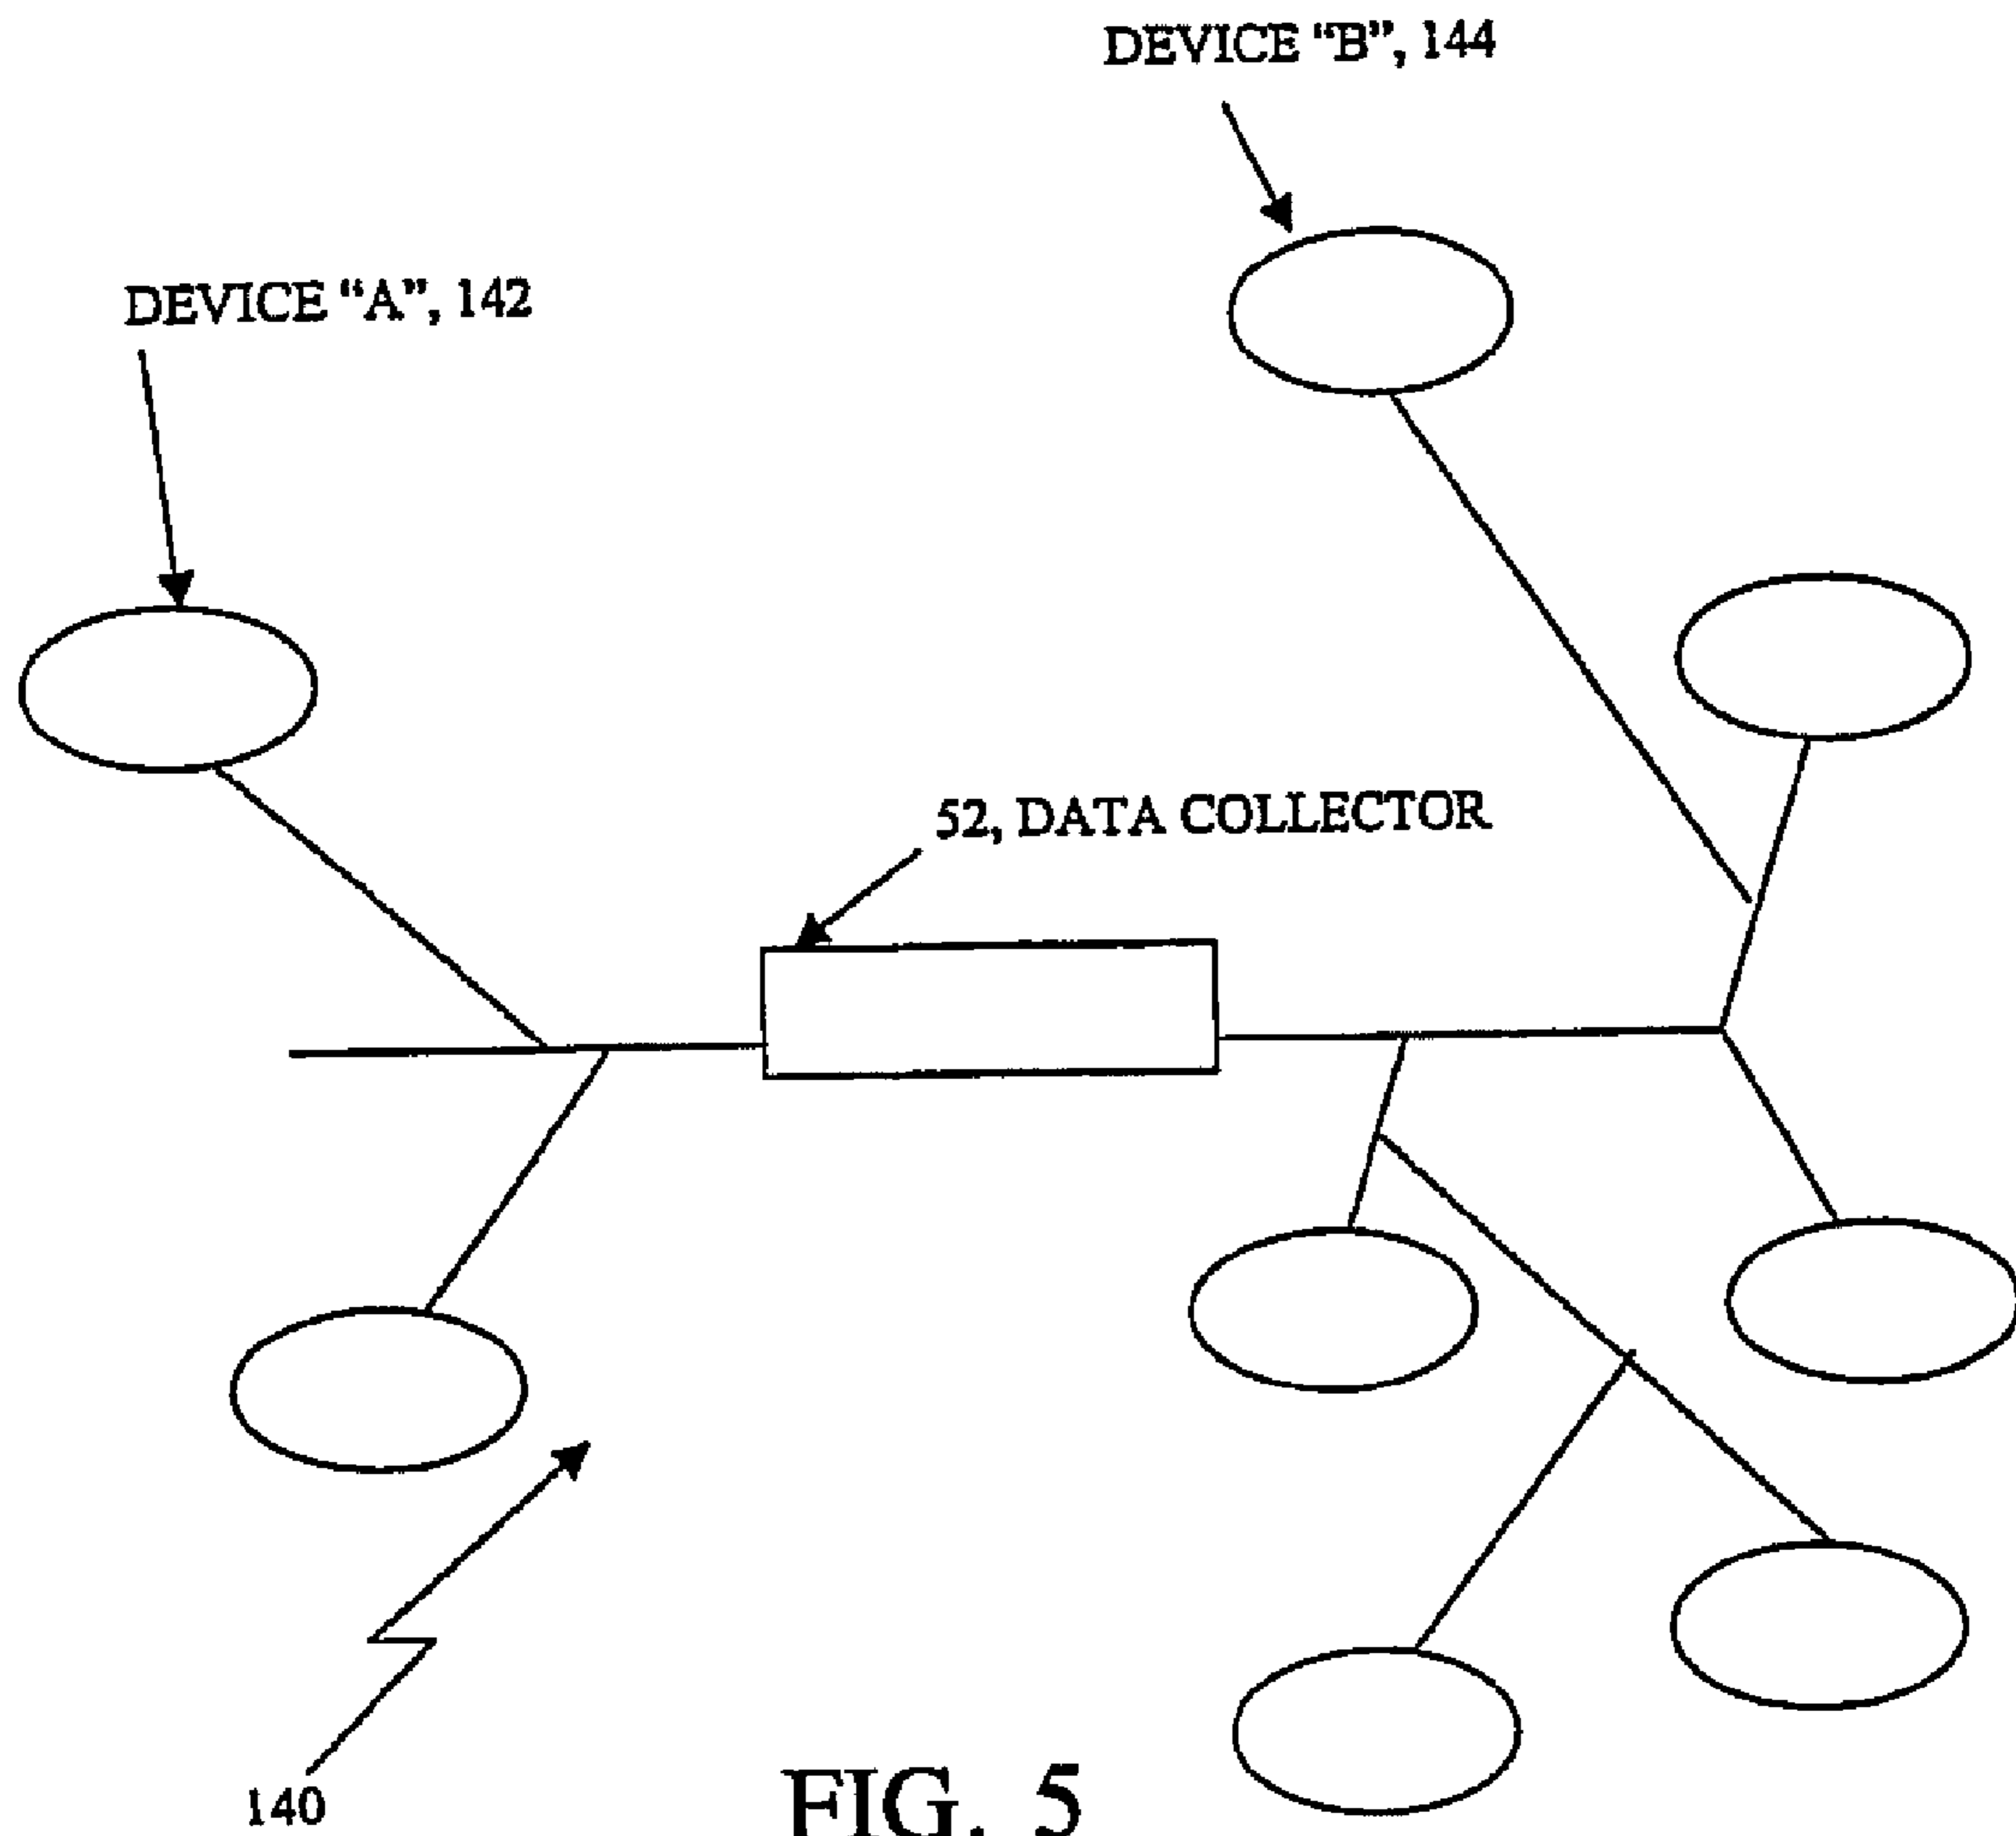 DEVICE “B”, 144
DEVICE “A”, 142
52, DATA COLLECTOR
140
FIG. 5